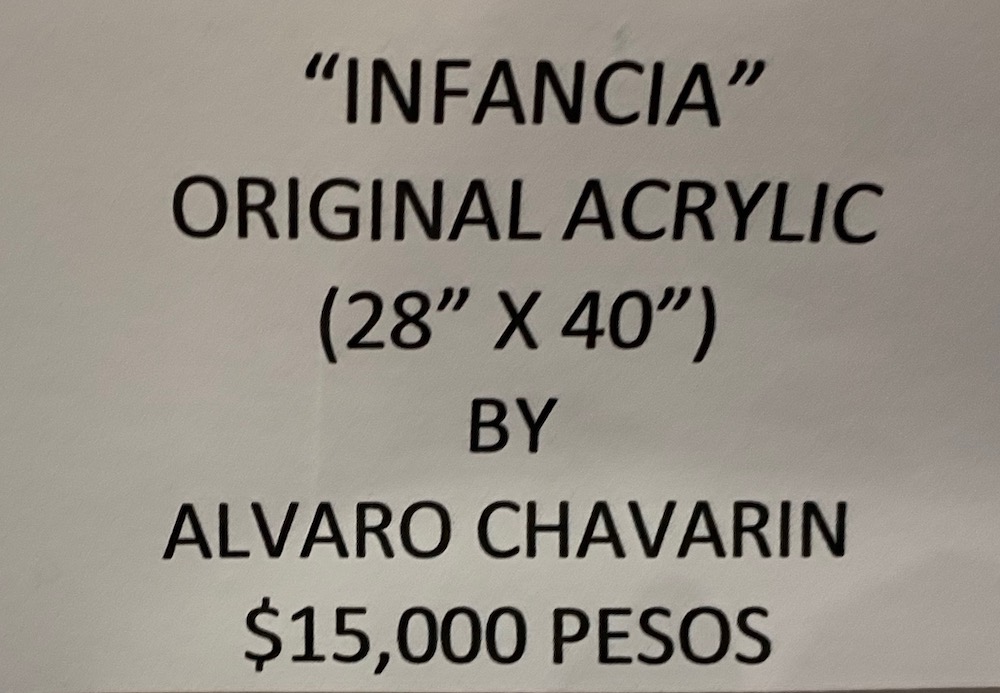 “INFANCIA”
ORIGINAL ACRYLIC
(28” X 40”)
BY
ALVARO CHAVARIN
$15,000 PESOS